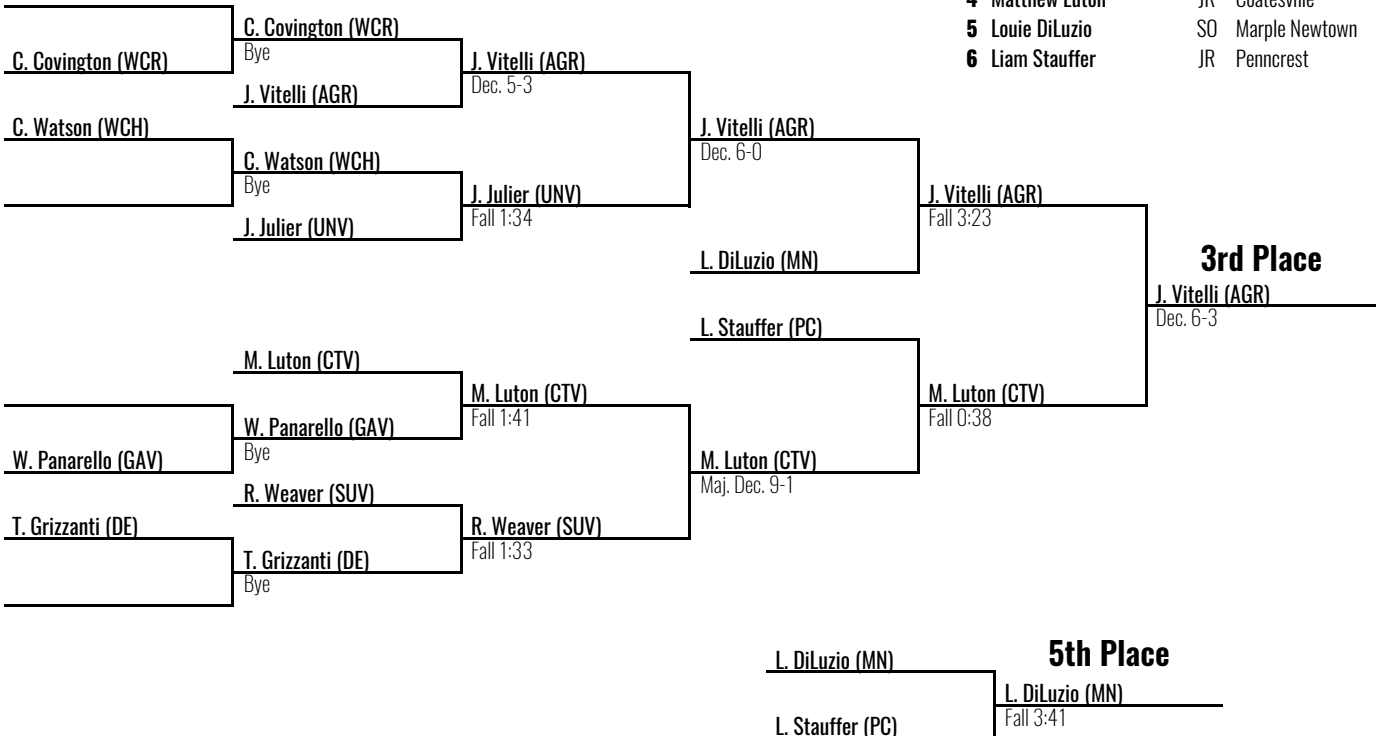 4 Matthew Luton JR Coatesville
5 Louie DiLuzio SO Marple Newtown
6 Liam Stauffer JR Penncrest
C. Covington (WCR)
C. Covington (WCR)
Bye
J. Vitelli (AGR)
J. Vitelli (AGR)
Dec. 5-3
C. Watson (WCH)
C. Watson (WCH)
Bye
J. Julier (UNV)
J. Julier (UNV)
Fall 1:34
J. Vitelli (AGR)
Dec. 6-0
L. DiLuzio (MN)
J. Vitelli (AGR)
Fall 3:23
3rd Place
J. Vitelli (AGR)
Dec. 6-3
L. Stauffer (PC)
M. Luton (CTV)
M. Luton (CTV)
Fall 1:41
W. Panarello (GAV)
W. Panarello (GAV)
Bye
M. Luton (CTV)
Fall 0:38
M. Luton (CTV)
Maj. Dec. 9-1
R. Weaver (SUV)
R. Weaver (SUV)
Fall 1:33
T. Grizzanti (DE)
T. Grizzanti (DE)
Bye
5th Place
L. DiLuzio (MN)
L. DiLuzio (MN)
Fall 3:41
L. Stauffer (PC)